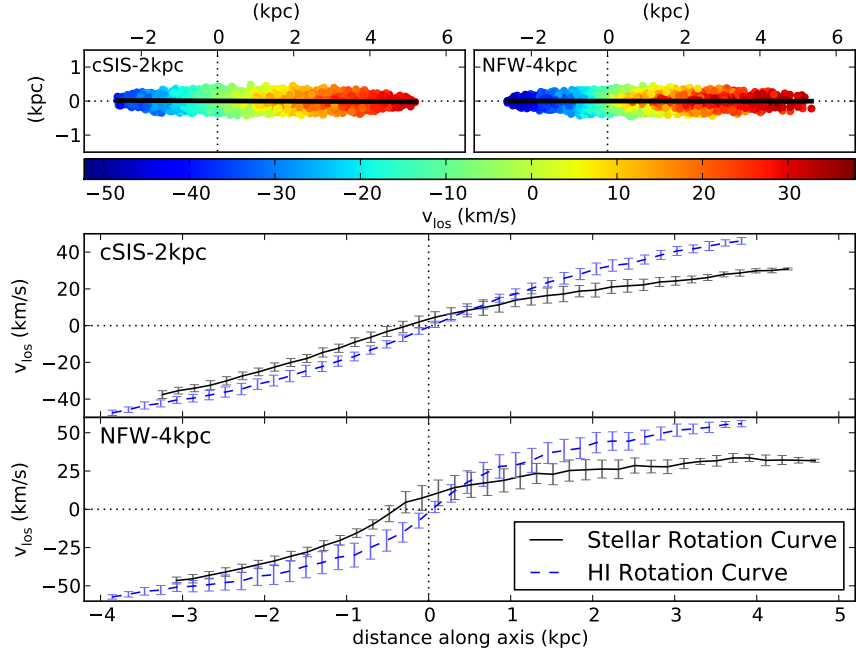 (kpc) (kpc)
−2 0 2 4 6 −2 0 2 4 6
cSIS-2kpc NFW-4kpc
1
0
−1
(kpc)
−50 −40 −30 −20 −10 0 10 20 30
v_los (km/s)
cSIS-2kpc
40
20
0
−20
−40
v_los (km/s)
NFW-4kpc
50
25
0
−25
−50
v_los (km/s)
Stellar Rotation Curve
HI Rotation Curve
−4 −3 −2 −1 0 1 2 3 4 5
distance along axis (kpc)